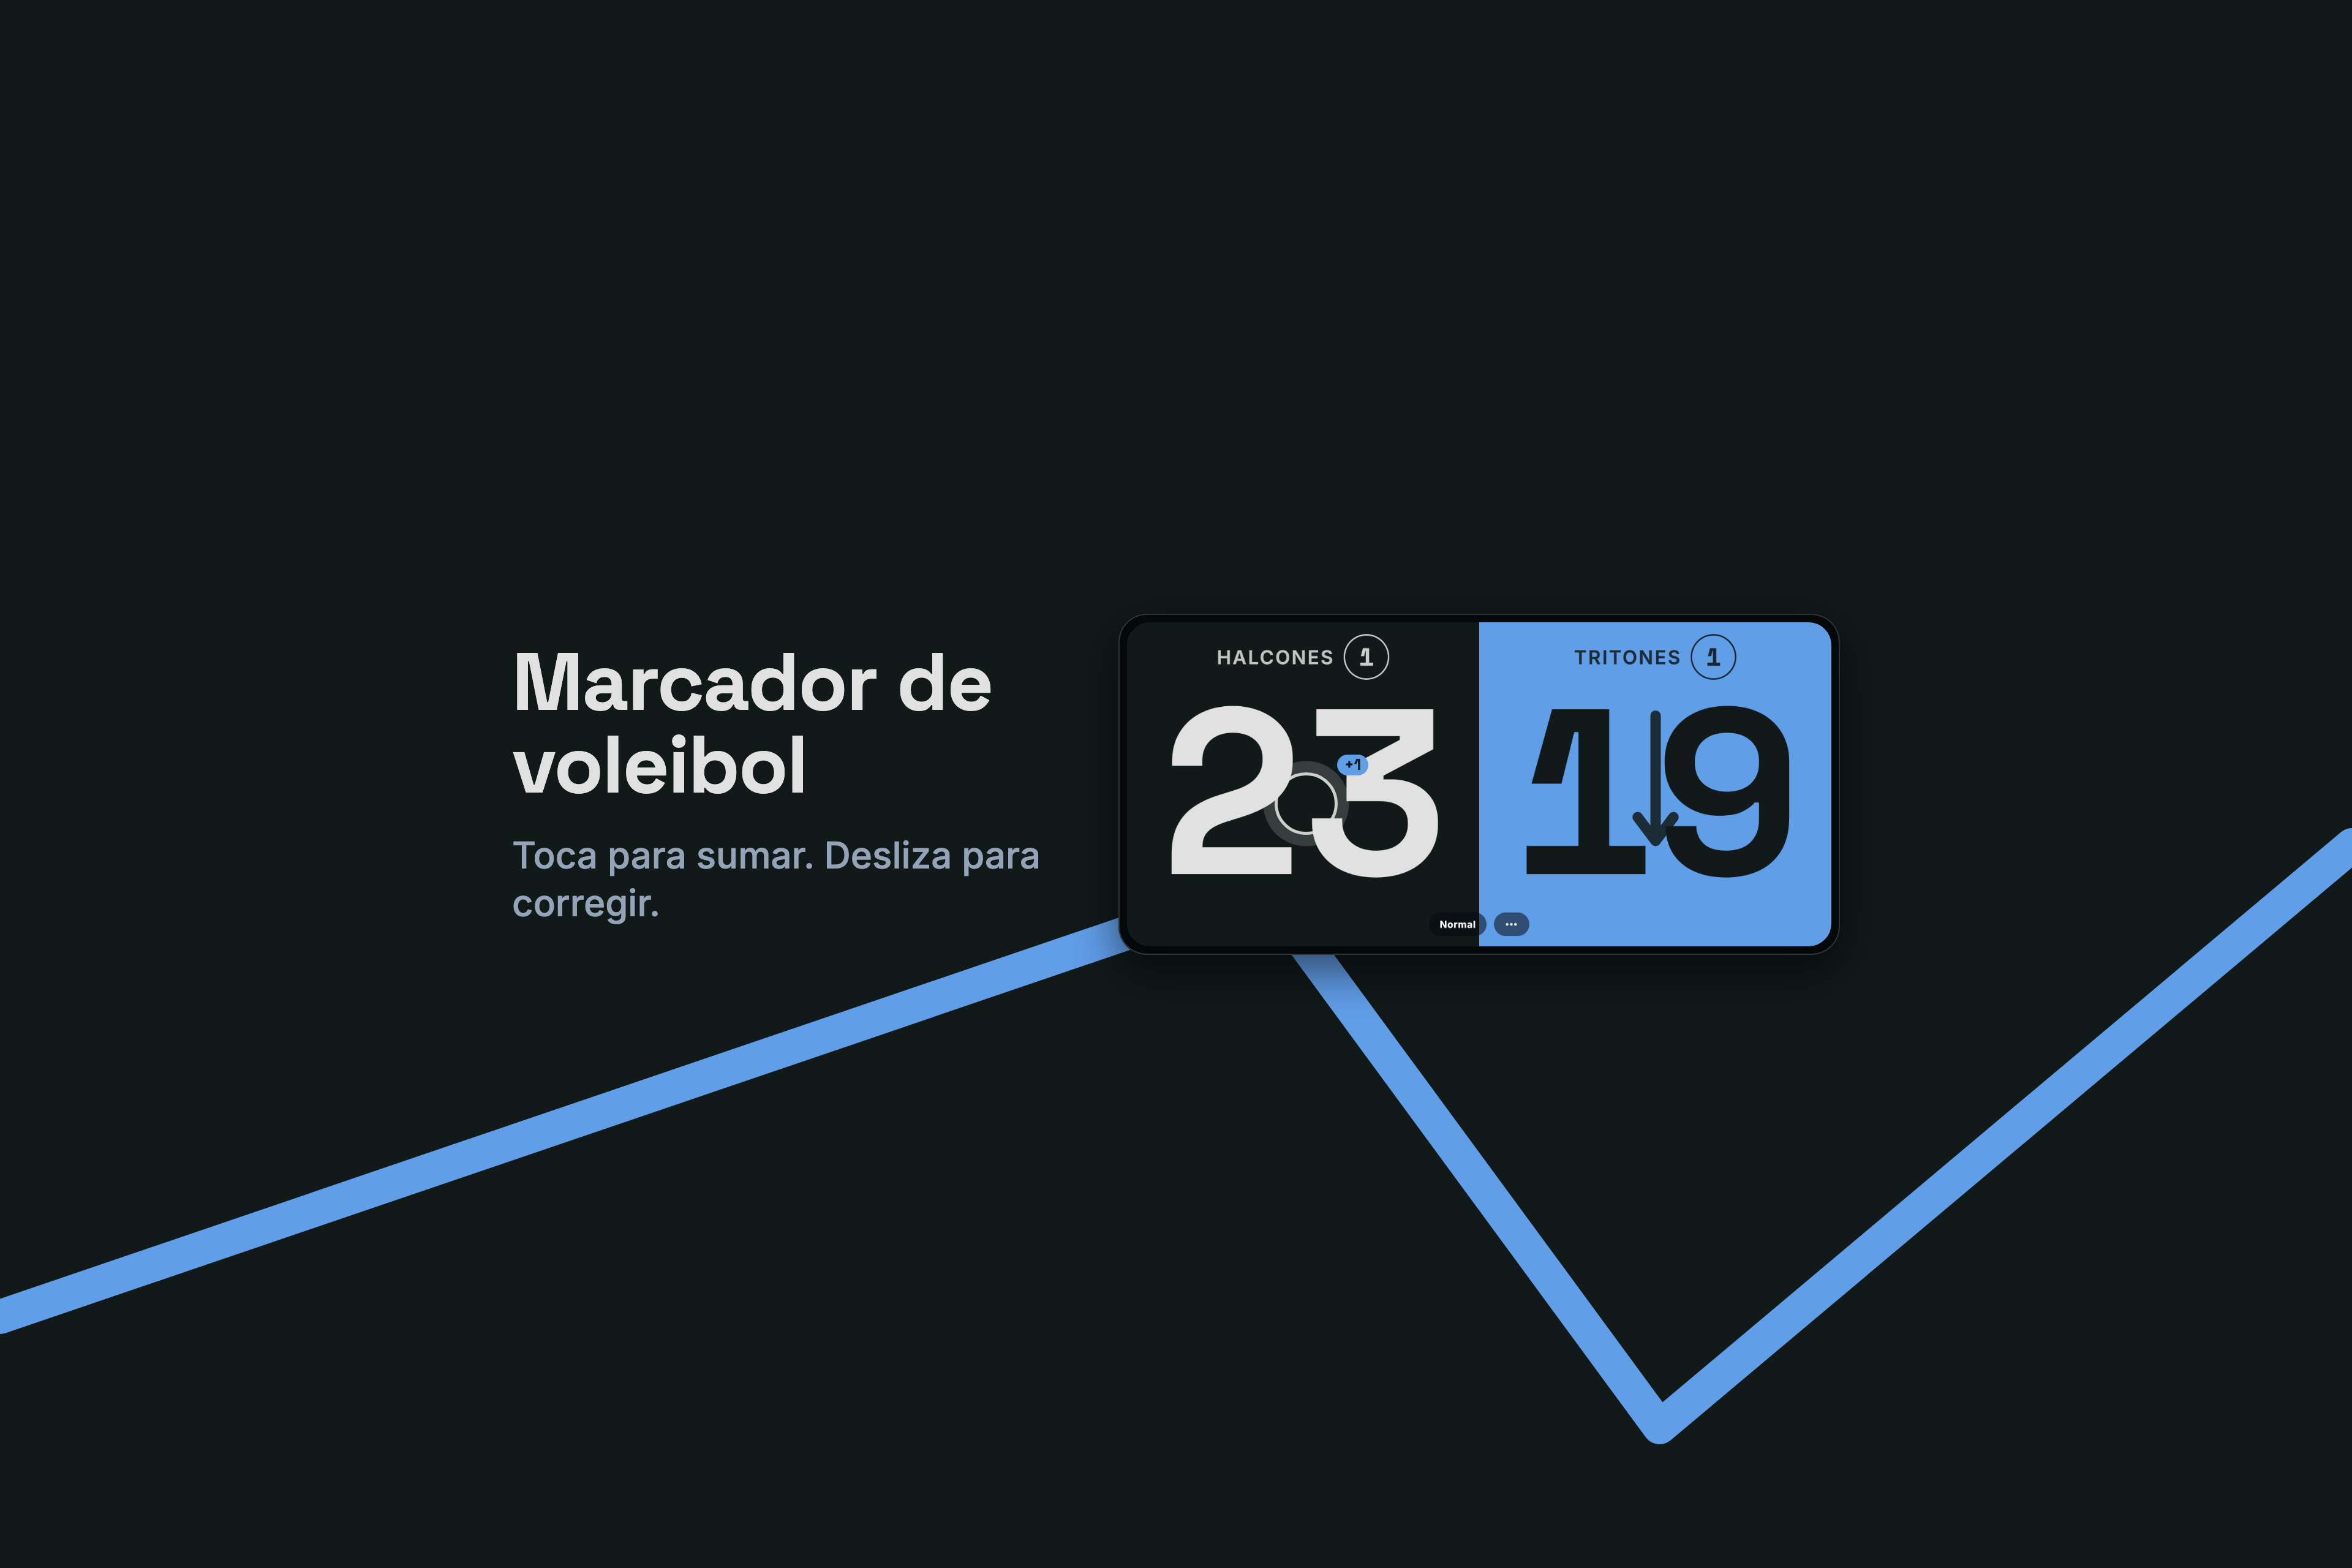 Marcador de
voleibol
Toca para sumar. Desliza para
corregir.
HALCONES 1
TRITONES 1
23
+1
19
Normal
•••